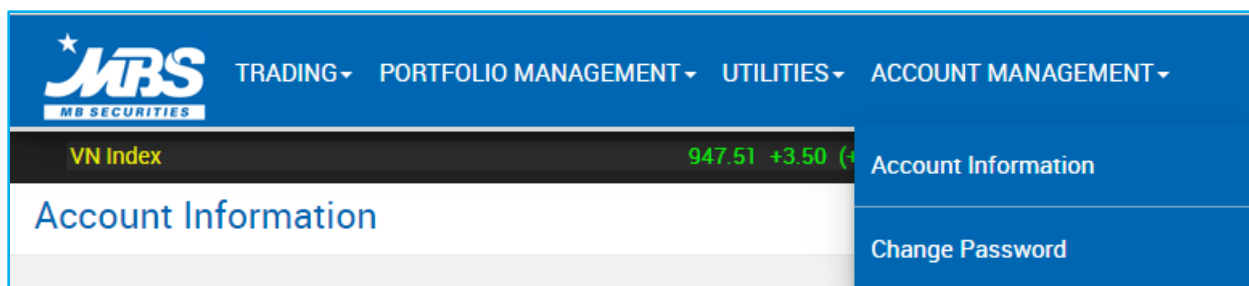 MBS
MB SECURITIES
TRADING PORTFOLIO MANAGEMENT UTILITIES ACCOUNT MANAGEMENT
VN Index 947.51 +3.50 (+
Account Information
Change Password
Account Information